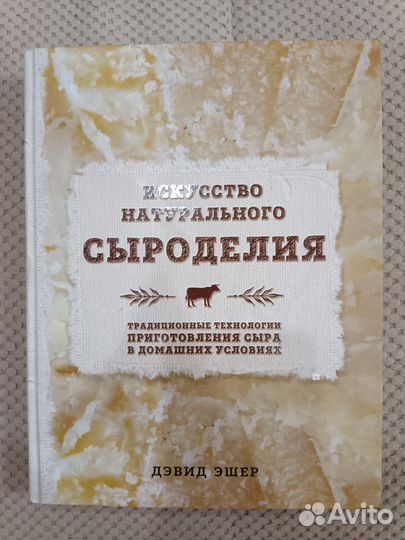 ИСКУССТВО
НАТУРАЛЬНОГО
СЫРОДЕЛИЯ
ТРАДИЦИОННЫЕ ТЕХНОЛОГИИ
ПРИГОТОВЛЕНИЯ СЫРА
В ДОМАШНИХ УСЛОВИЯХ
ДЭВИД ЭШЕР
Avito